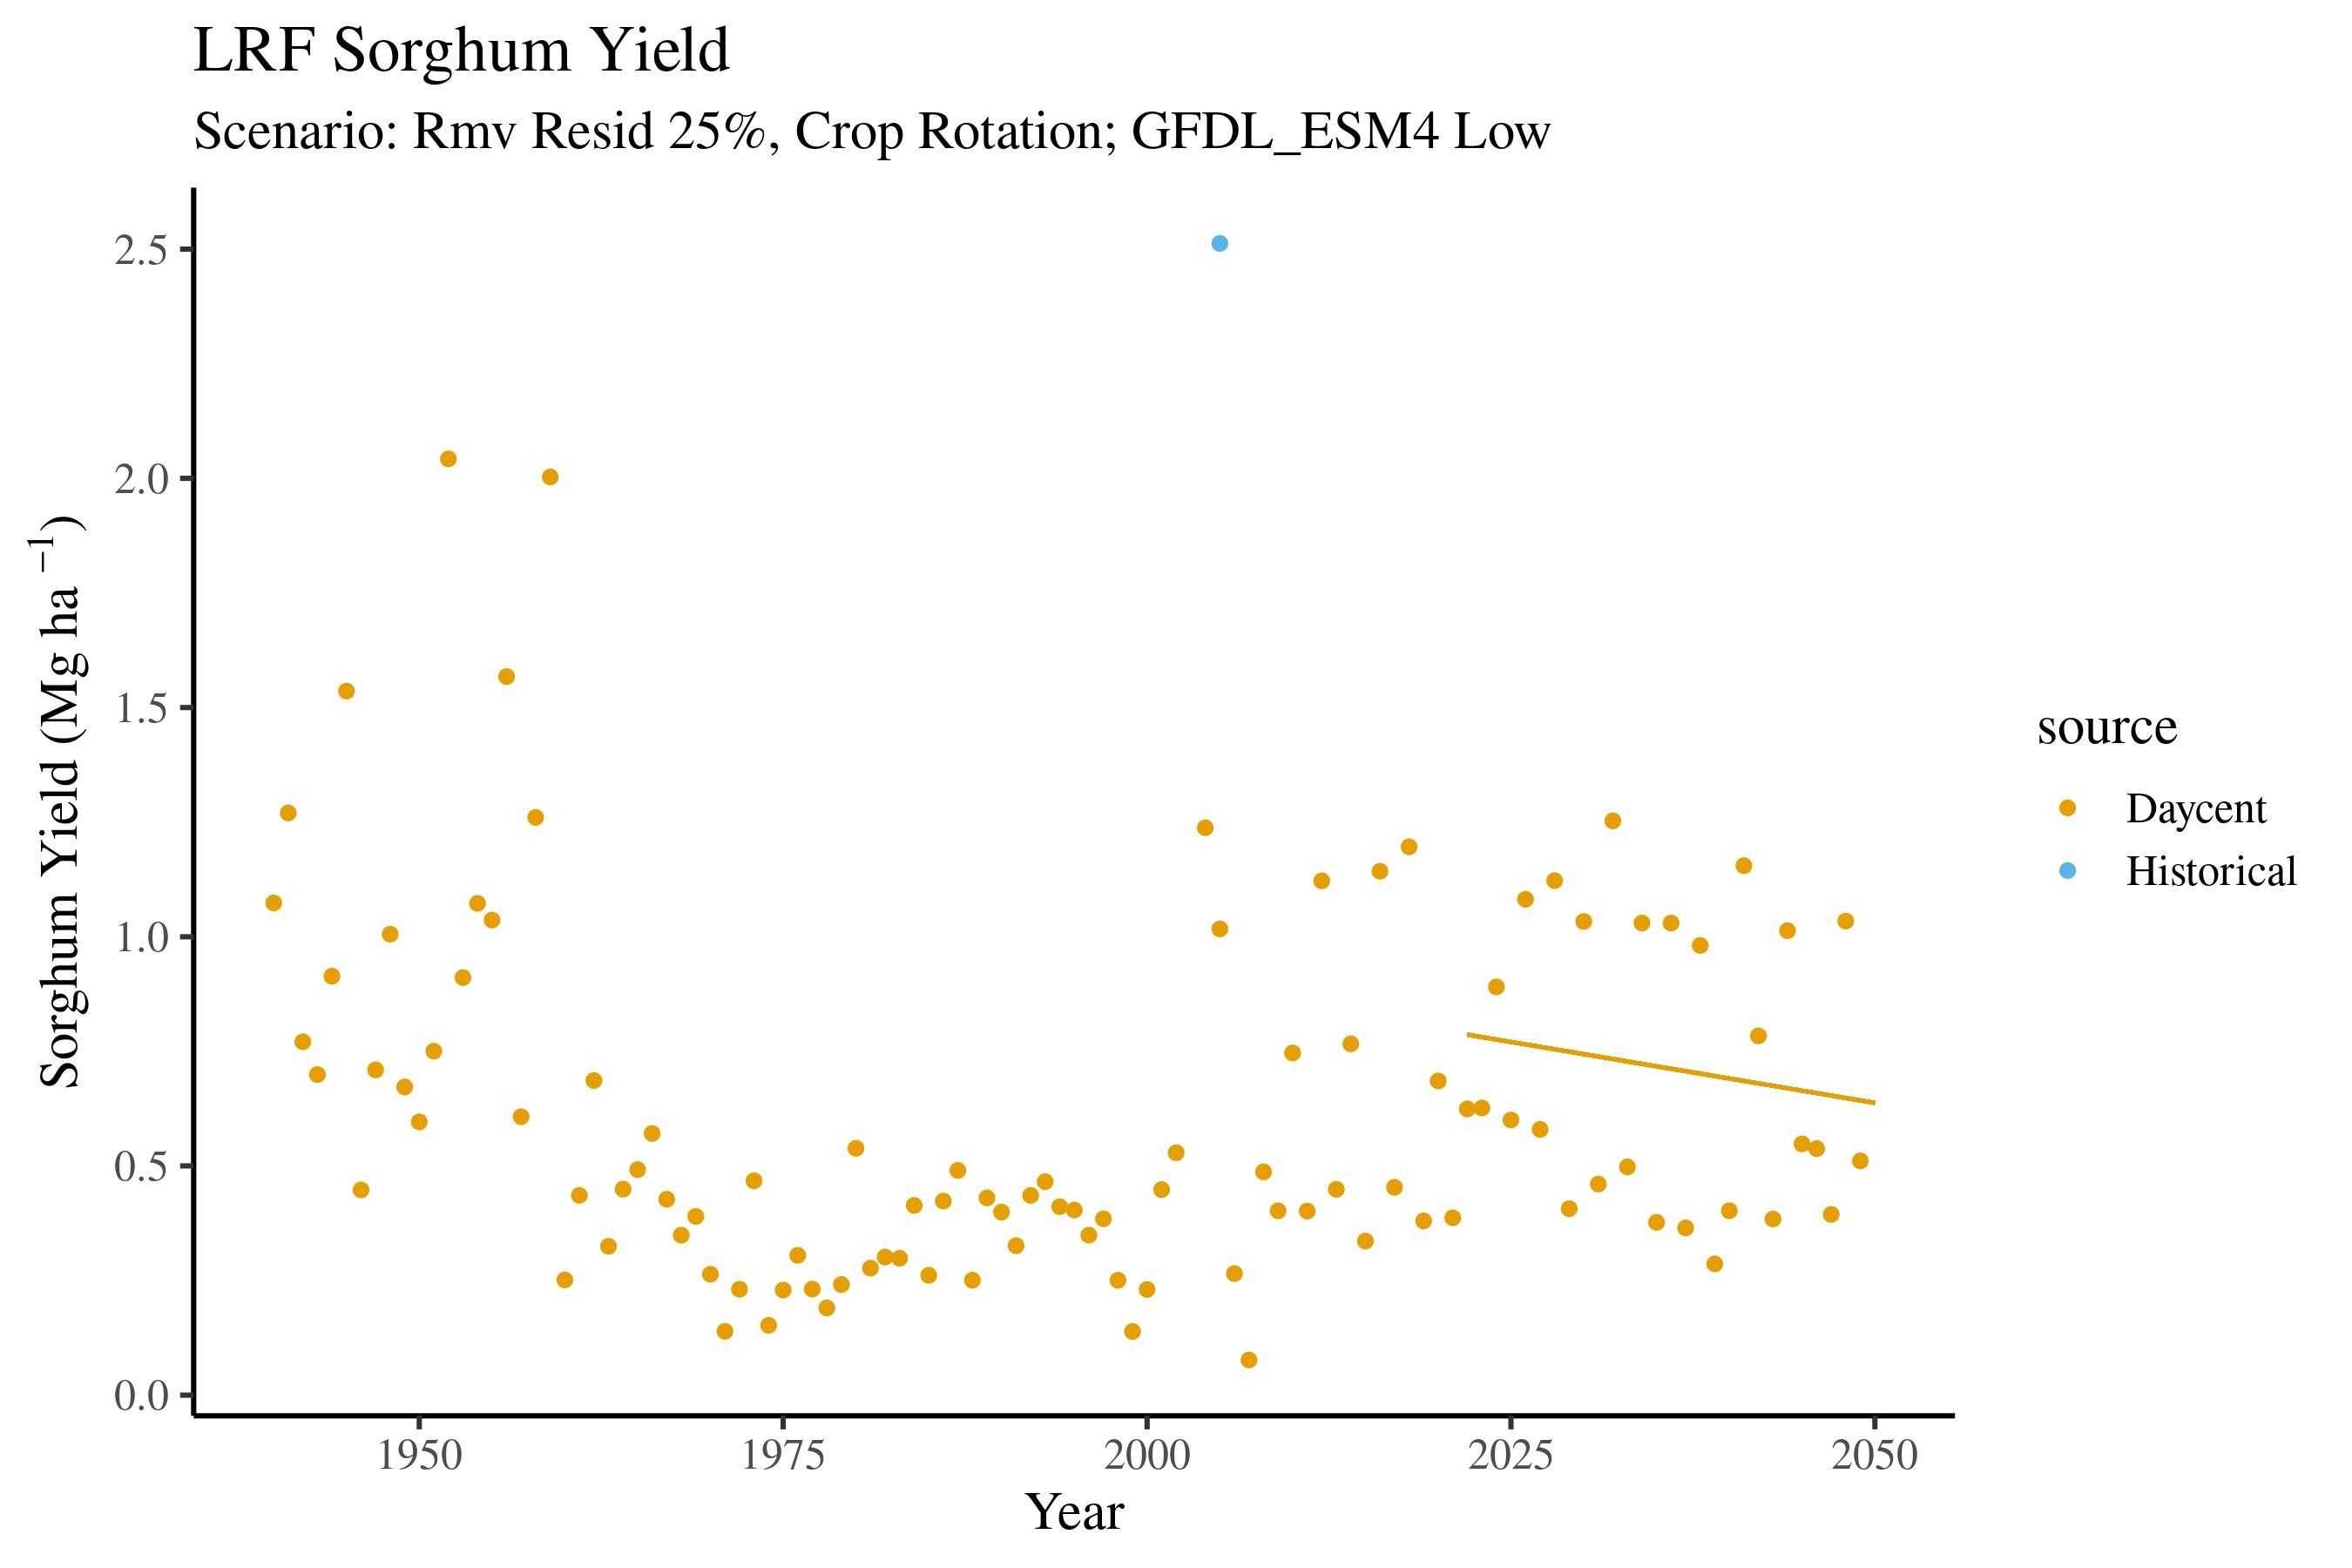 LRF Sorghum Yield
Scenario: Rmv Resid 25%, Crop Rotation; GFDL_ESM4 Low
Sorghum Yield (Mg ha −1)
2.5
2.0
1.5
1.0
0.5
0.0
1950 1975 2000 2025 2050
Year
source
Daycent
Historical